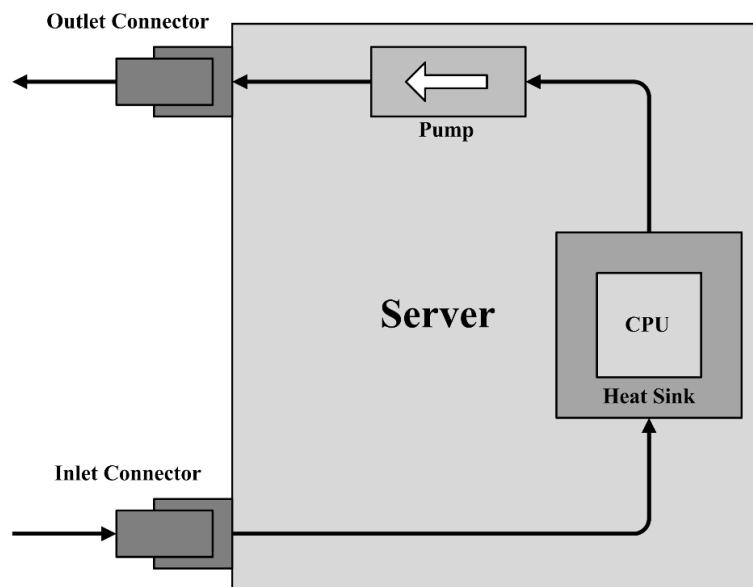 Outlet Connector
Pump
Server
CPU
Heat Sink
Inlet Connector